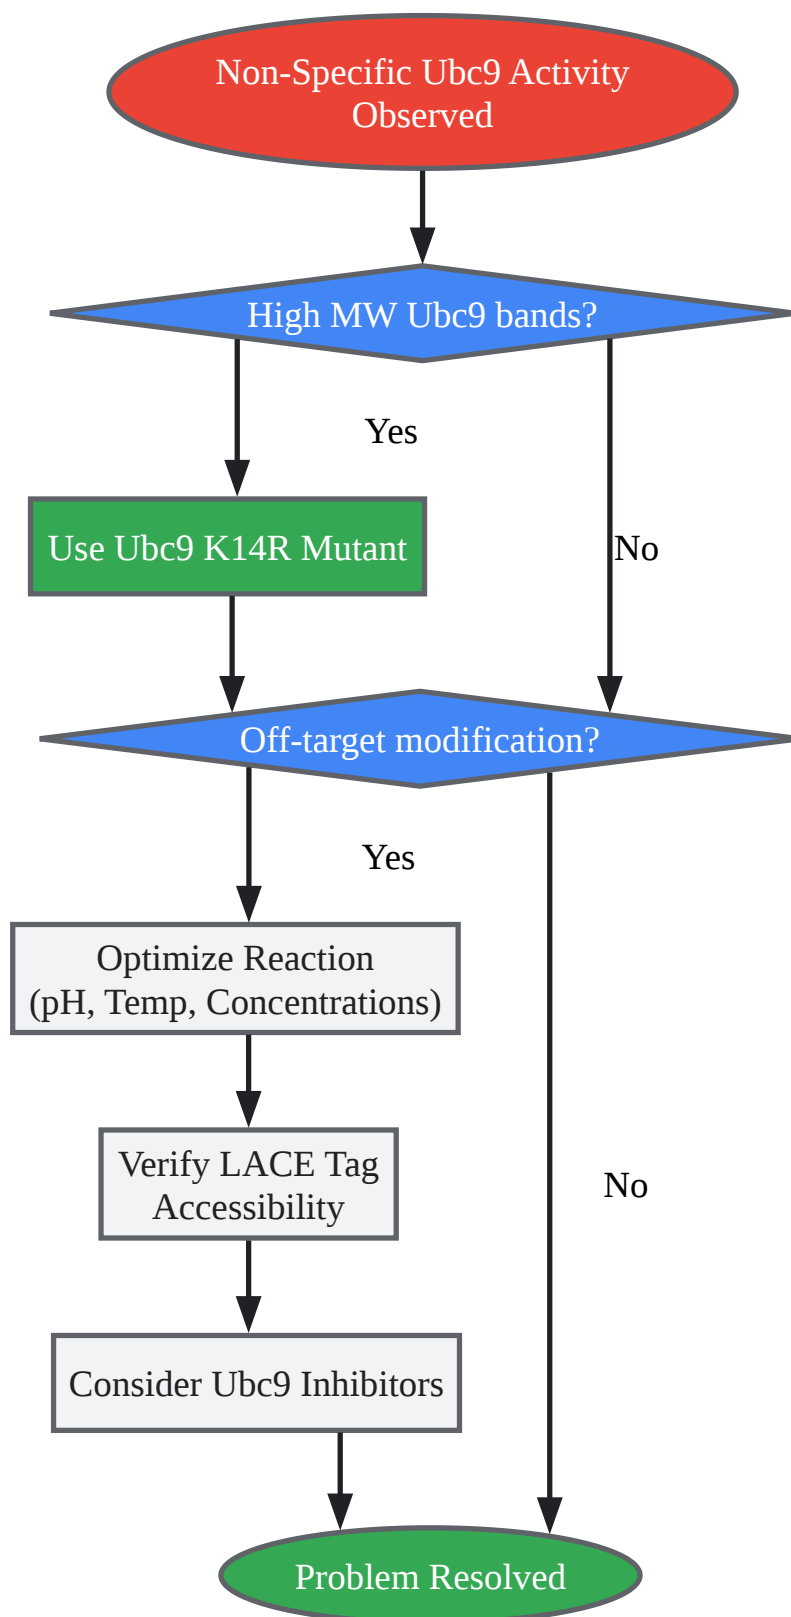 Non-Specific Ubc9 Activity
Observed
High MW Ubc9 bands?
Yes
Use Ubc9 K14R Mutant
No
Off-target modification?
Yes
Optimize Reaction
(pH, Temp, Concentrations)
Verify LACE Tag
Accessibility
No
Consider Ubc9 Inhibitors
Problem Resolved